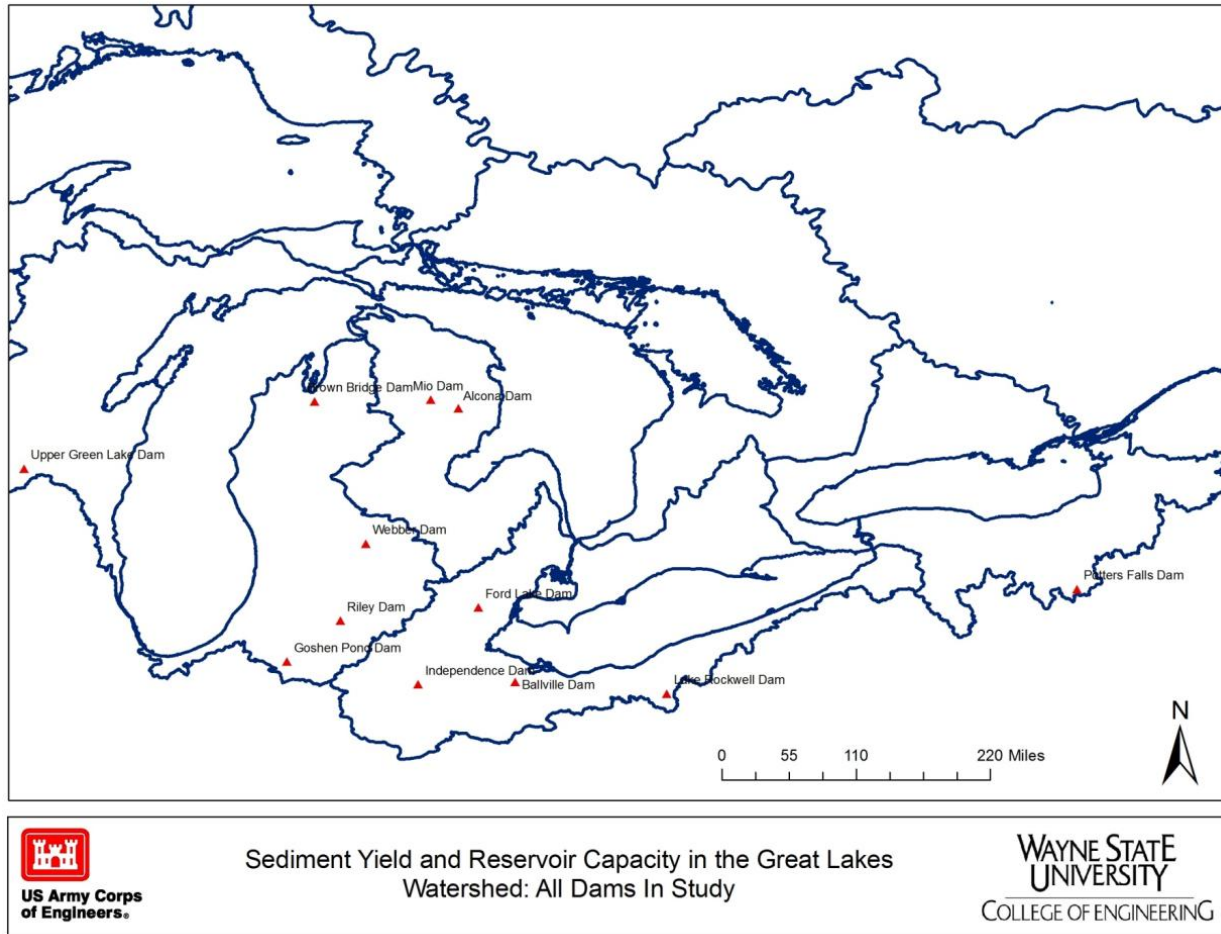 Brown Bridge Dam
Mio Dam
Alcona Dam
Upper Green Lake Dam
Webber Dam
Potters Falls Dam
Ford Lake Dam
Riley Dam
Goshen Pond Dam
Independence Dam
Ballville Dam
Lake Rockwell Dam
N
0 55 110 220 Miles
US Army Corps
of Engineers®
Sediment Yield and Reservoir Capacity in the Great Lakes
Watershed: All Dams In Study
WAYNE STATE
UNIVERSITY
COLLEGE OF ENGINEERING